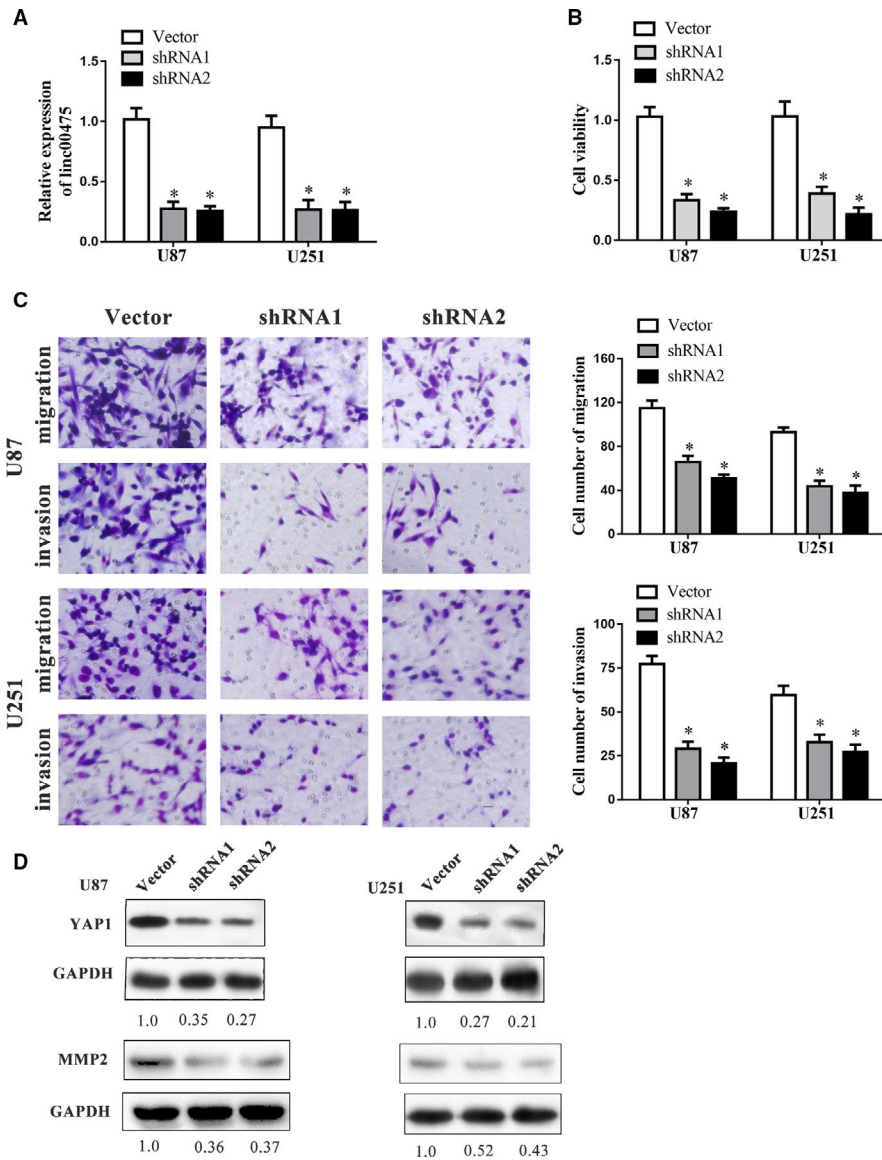 A
Vector
shRNA1
shRNA2
Relative expression
of linc00475
1.5
1.0
0.5
0.0
* * * *
U87 U251
B
Vector
shRNA1
shRNA2
Cell viability
1.5
1.0
0.5
0.0
* * * *
U87 U251
C
Vector shRNA1 shRNA2
U87
migration
invasion
U251
migration
invasion
Vector
shRNA1
shRNA2
Cell number of migration
160
120
80
40
0
* * * *
U87 U251
Vector
shRNA1
shRNA2
Cell number of invasion
100
75
50
25
0
* * * *
U87 U251
D
U87 Vector shRNA1 shRNA2
YAP1
GAPDH
1.0 0.35 0.27
MMP2
GAPDH
1.0 0.36 0.37
U251 Vector shRNA1 shRNA2
1.0 0.27 0.21
1.0 0.52 0.43